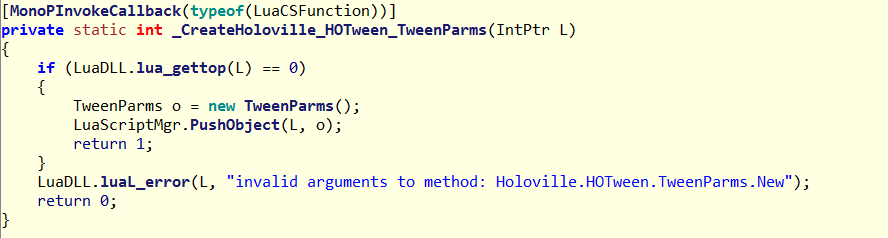 [MonoPInvokeCallback(typeof(LuaCSFunction))]
private static int _CreateHoloville_HOTween_TweenParms(IntPtr L)
{
    if (LuaDLL.lua_gettop(L) == 0)
    {
        TweenParms o = new TweenParms();
        LuaScriptMgr.PushObject(L, o);
        return 1;
    }
    LuaDLL.luaL_error(L, "invalid arguments to method: Holoville.HOTween.TweenParms.New");
    return 0;
}